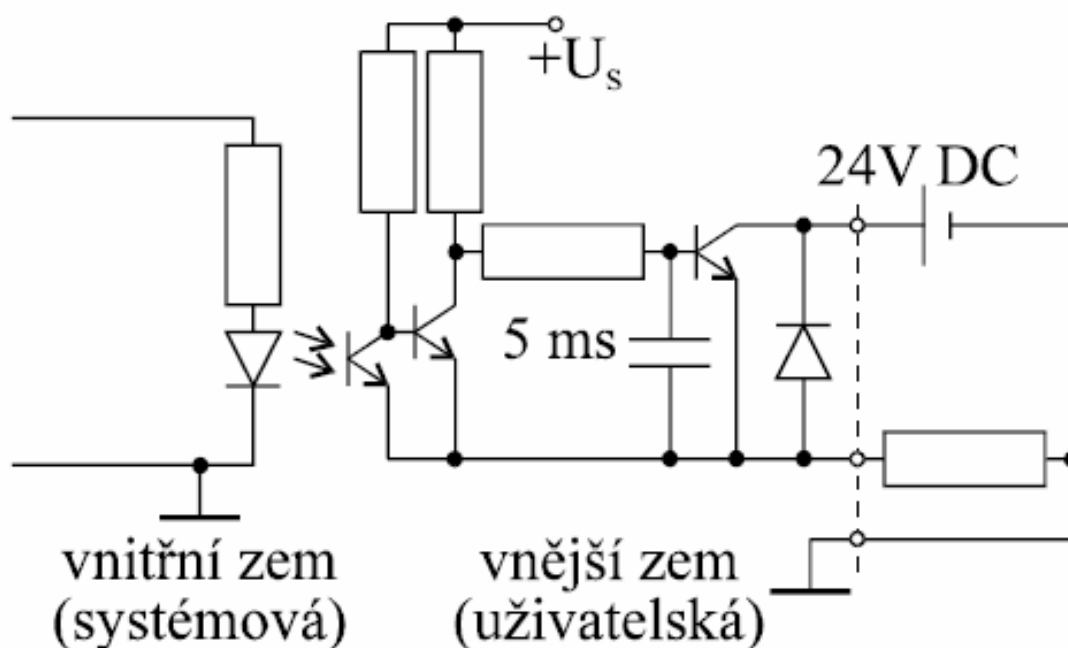 +Uₛ
24V DC
5 ms
vnitřní zem
(systémová)
vnější zem
(uživatelská)